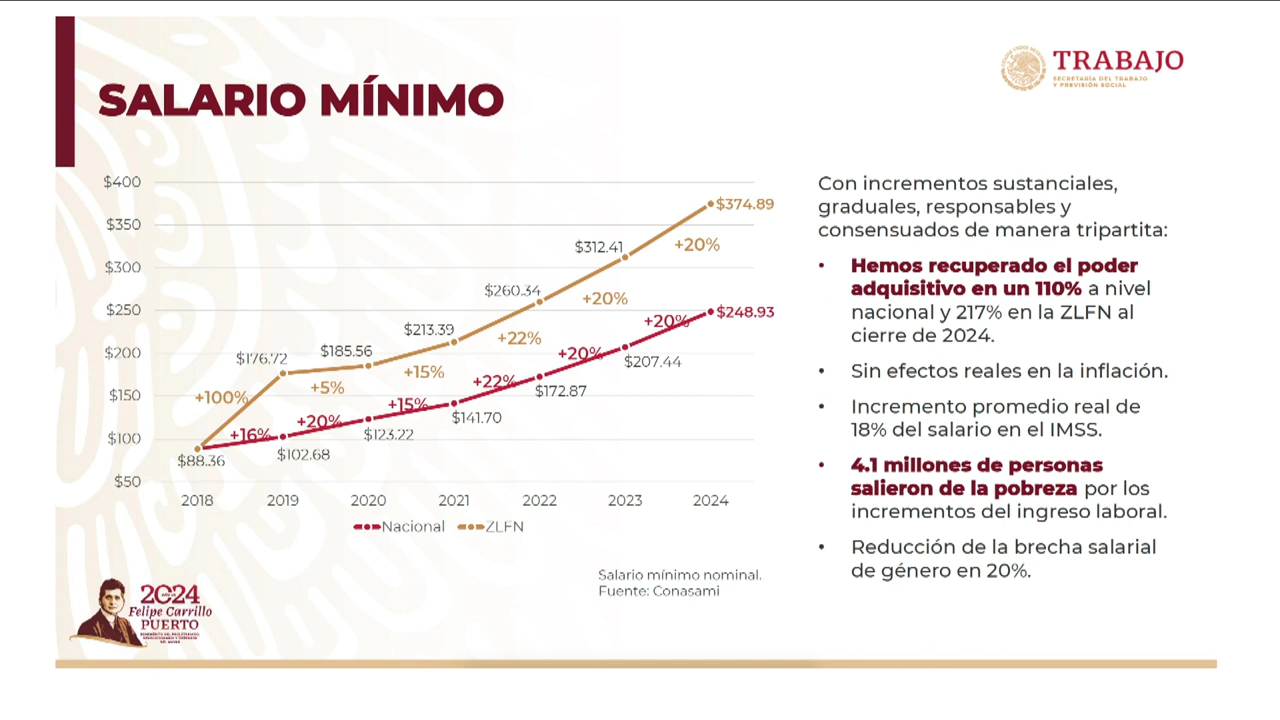 SALARIO MÍNIMO
TRABAJO
SECRETARÍA DEL TRABAJO
Y PREVISIÓN SOCIAL
$400
$350
$300
$250
$200
$150
$100
$50
$374.89
$312.41
+20%
$260.34
+20%
$248.93
+20%
$213.39
+22%
$207.44
+20%
$176.72
$185.56
+15%
+22%
$172.87
+100%
+5%
+15%
$141.70
+16%
+20%
$123.22
$88.36
$102.68
2018
2019
2020
2021
2022
2023
2024
Nacional
ZLFN
Salario mínimo nominal.
Fuente: Conasami
Con incrementos sustanciales,
graduales, responsables y
consensuados de manera tripartita:
• Hemos recuperado el poder
adquisitivo en un 110% a nivel
nacional y 217% en la ZLFN al
cierre de 2024.
• Sin efectos reales en la inflación.
• Incremento promedio real de
18% del salario en el IMSS.
• 4.1 millones de personas
salieron de la pobreza por los
incrementos del ingreso laboral.
• Reducción de la brecha salarial
de género en 20%.
2024
Felipe Carrillo
PUERTO